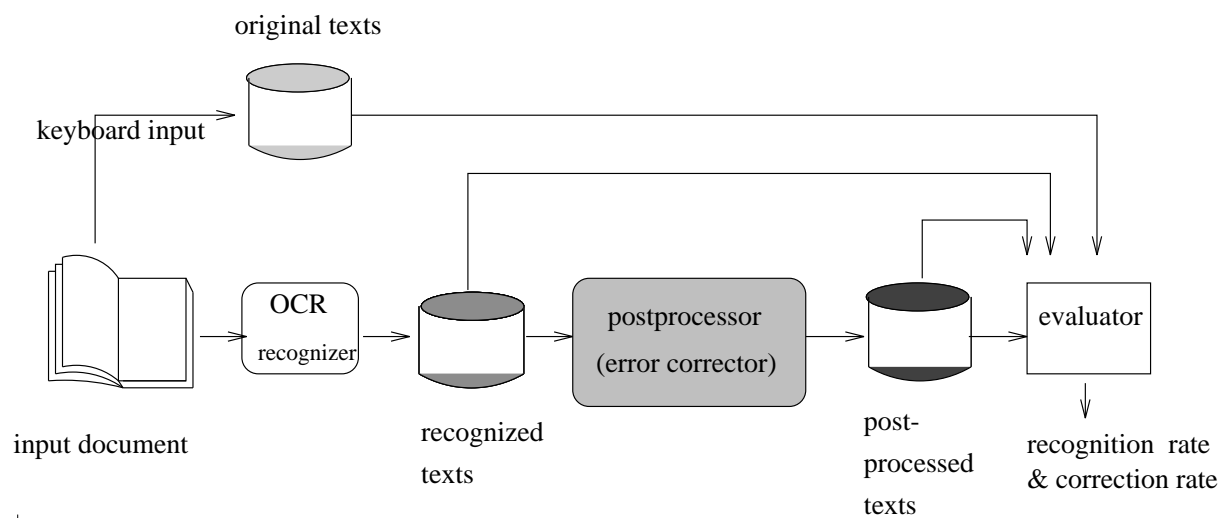 original texts
keyboard input
OCR
recognizer
postprocessor
(error corrector)
evaluator
input document
recognized
texts
post-
processed
texts
recognition rate
& correction rate